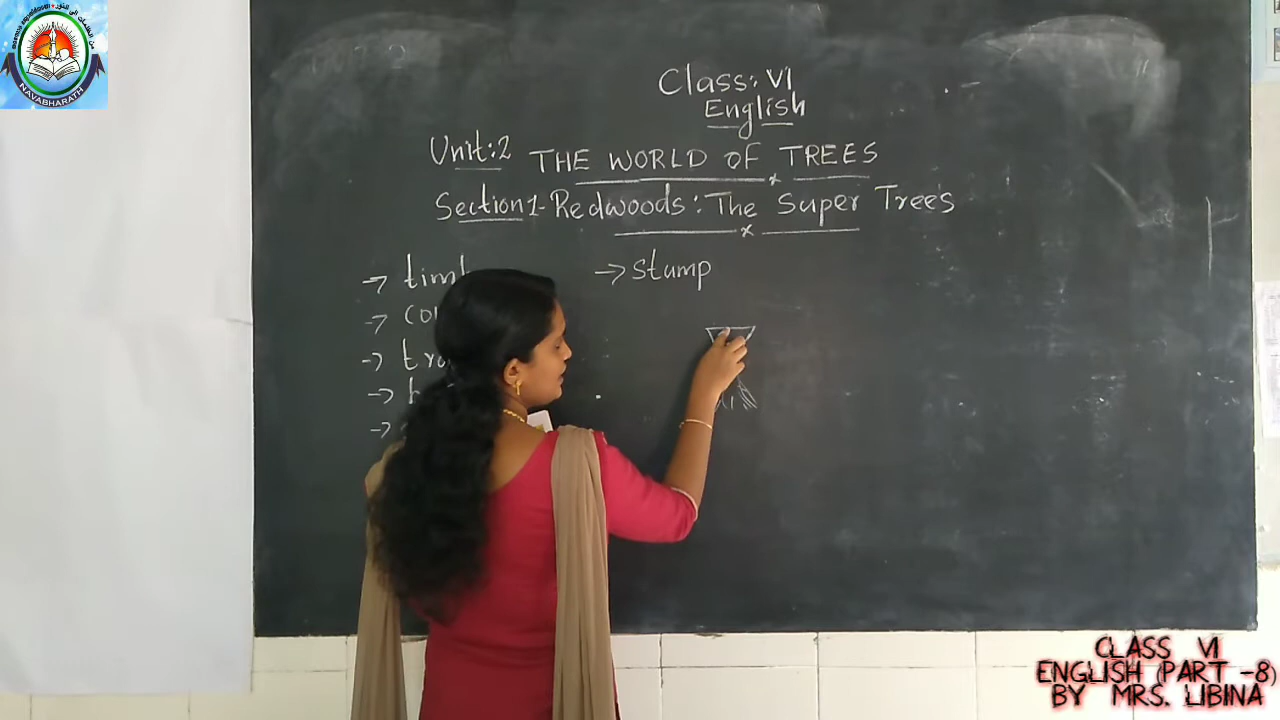 NAVABHARATH
Class: VI
English
Unit:2 THE WORLD OF TREES
Section 1- Redwoods: The Super Trees
→ stump
CLASS VI
ENGLISH (PART -8)
BY MRS. LIBINA